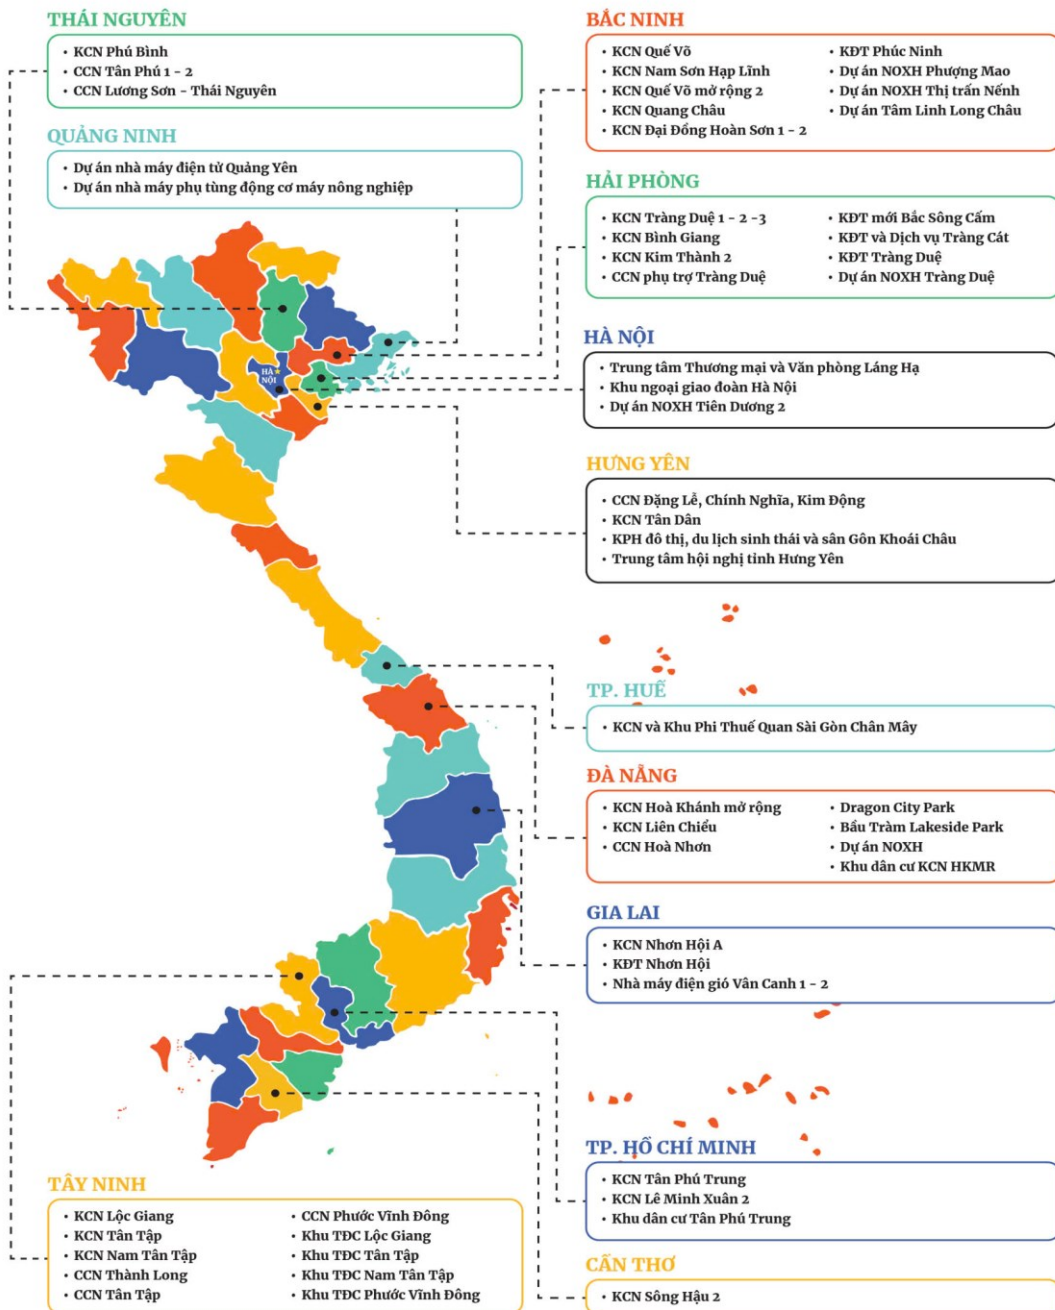 THÁI NGUYÊN
• KCN Phú Bình
• CCN Tân Phú 1 - 2
• CCN Lương Sơn - Thái Nguyên
QUẢNG NINH
• Dự án nhà máy điện tử Quảng Yên
• Dự án nhà máy phụ tùng động cơ máy nông nghiệp
BẮC NINH
• KCN Quế Võ
• KCN Nam Sơn Hạp Lĩnh
• KCN Quế Võ mở rộng 2
• KCN Quang Châu
• KCN Đại Đồng Hoàn Sơn 1 - 2
• KĐT Phúc Ninh
• Dự án NOXH Phượng Mao
• Dự án NOXH Thị trấn Nếnh
• Dự án Tâm Linh Long Châu
HẢI PHÒNG
• KCN Tràng Duệ 1 - 2 -3
• KCN Bình Giang
• KCN Kim Thành 2
• CCN phụ trợ Tràng Duệ
• KĐT mới Bắc Sông Cấm
• KĐT và Dịch vụ Tràng Cát
• KĐT Tràng Duệ
• Dự án NOXH Tràng Duệ
HÀ NỘI
• Trung tâm Thương mại và Văn phòng Láng Hạ
• Khu ngoại giao đoàn Hà Nội
• Dự án NOXH Tiên Dương 2
HÀ
NỘI
HƯNG YÊN
• CCN Đặng Lễ, Chính Nghĩa, Kim Động
• KCN Tân Dân
• KPH đô thị, du lịch sinh thái và sân Gôn Khoái Châu
• Trung tâm hội nghị tỉnh Hưng Yên
TP. HUẾ
• KCN và Khu Phi Thuế Quan Sài Gòn Chân Mây
ĐÀ NẴNG
• KCN Hoà Khánh mở rộng
• KCN Liên Chiểu
• CCN Hoà Nhơn
• Dragon City Park
• Bầu Tràm Lakeside Park
• Dự án NOXH
• Khu dân cư KCN HKMR
GIA LAI
• KCN Nhơn Hội A
• KĐT Nhơn Hội
• Nhà máy điện gió Vân Canh 1 - 2
TP. HỒ CHÍ MINH
• KCN Tân Phú Trung
• KCN Lê Minh Xuân 2
• Khu dân cư Tân Phú Trung
TÂY NINH
• KCN Lộc Giang
• KCN Tân Tập
• KCN Nam Tân Tập
• CCN Thành Long
• CCN Tân Tập
• CCN Phước Vĩnh Đông
• Khu TĐC Lộc Giang
• Khu TĐC Tân Tập
• Khu TĐC Nam Tân Tập
• Khu TĐC Phước Vĩnh Đông
CẦN THƠ
• KCN Sông Hậu 2